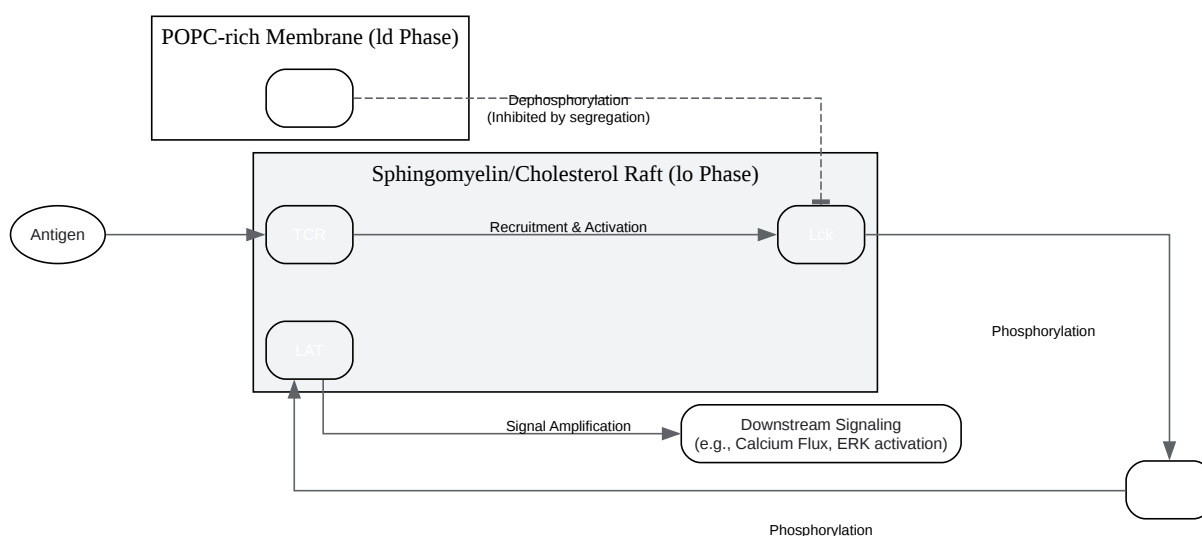 POPC-rich Membrane (ld Phase)
Dephosphorylation
(Inhibited by segregation)
Sphingomyelin/Cholesterol Raft (lo Phase)
Antigen
TCR
Recruitment & Activation
Lck
Phosphorylation
LAT
Signal Amplification
Downstream Signaling
(e.g., Calcium Flux, ERK activation)
Phosphorylation